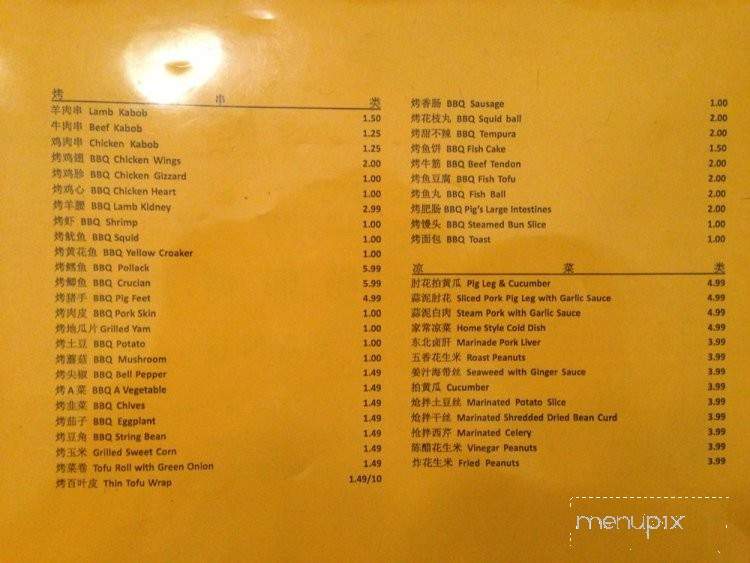 烤 串 类
羊肉串 Lamb Kabob 1.50
牛肉串 Beef Kabob 1.25
鸡肉串 Chicken Kabob 1.25
烤鸡翅 BBQ Chicken Wings 2.00
烤鸡胗 BBQ Chicken Gizzard 1.00
烤鸡心 BBQ Chicken Heart 1.00
烤羊腰 BBQ Lamb Kidney 2.99
烤虾 BBQ Shrimp 1.00
烤鱿鱼 BBQ Squid 1.00
烤黄花鱼 BBQ Yellow Croaker 1.00
烤鳕鱼 BBQ Pollack 5.99
烤鲫鱼 BBQ Crucian 5.99
烤猪手 BBQ Pig Feet 4.99
烤肉皮 BBQ Pork Skin 1.00
烤地瓜片 Grilled Yam 1.00
烤土豆 BBQ Potato 1.00
烤蘑菇 BBQ Mushroom 1.00
烤尖椒 BBQ Bell Pepper 1.49
烤A菜 BBQ A Vegetable 1.49
烤韭菜 BBQ Chives 1.49
烤茄子 BBQ Eggplant 1.49
烤豆角 BBQ String Bean 1.49
烤玉米 Grilled Sweet Corn 1.49
烤菜卷 Tofu Roll with Green Onion 1.49
烤百叶皮 Thin Tofu Wrap 1.49/10
烤香肠 BBQ Sausage 1.00
烤花枝丸 BBQ Squid ball 2.00
烤甜不辣 BBQ Tempura 2.00
烤鱼饼 BBQ Fish Cake 1.50
烤牛筋 BBQ Beef Tendon 2.00
烤鱼豆腐 BBQ Fish Tofu 2.00
烤鱼丸 BBQ Fish Ball 2.00
烤肥肠 BBQ Pig's Large Intestines 2.00
烤馒头 BBQ Steamed Bun Slice 1.00
烤面包 BBQ Toast 1.00
凉 菜 类
肘花拍黄瓜 Pig Leg & Cucumber 4.99
蒜泥肘花 Sliced Pork Pig Leg with Garlic Sauce 4.99
蒜泥白肉 Steam Pork with Garlic Sauce 4.99
家常凉菜 Home Style Cold Dish 4.99
东北卤肝 Marinade Pork Liver 3.99
五香花生米 Roast Peanuts 3.99
姜汁海带丝 Seaweed with Ginger Sauce 3.99
拍黄瓜 Cucumber 3.99
炝拌土豆丝 Marinated Potato Slice 3.99
炝拌干丝 Marinated Shredded Dried Bean Curd 3.99
炝拌西芹 Marinated Celery 3.99
陈醋花生米 Vinegar Peanuts 3.99
炸花生米 Fried Peanuts 3.99
menupix